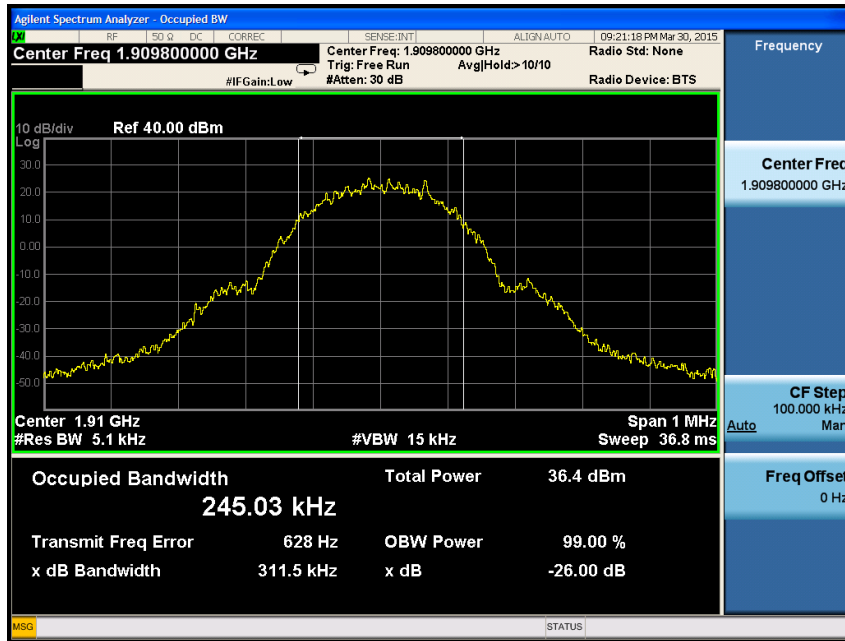 Agilent Spectrum Analyzer - Occupied BW
LXI RF 50 Ω DC CORREC SENSE:INT ALIGN AUTO 09:21:18 PM Mar 30, 2015
Center Freq 1.909800000 GHz Center Freq: 1.909800000 GHz Radio Std: None
Trig: Free Run Avg|Hold:> 10/10
#IFGain:Low #Atten: 30 dB Radio Device: BTS
10 dB/div Ref 40.00 dBm
Log
30.0
20.0
10.0
0.00
-10.0
-20.0
-30.0
-40.0
-50.0
Center 1.91 GHz Span 1 MHz
#Res BW 5.1 kHz #VBW 15 kHz Sweep 36.8 ms
Occupied Bandwidth Total Power 36.4 dBm
245.03 kHz
Transmit Freq Error 628 Hz OBW Power 99.00 %
x dB Bandwidth 311.5 kHz x dB -26.00 dB
MSG STATUS
Frequency
Center Freq
1.909800000 GHz
CF Step
100.000 kHz
Auto Man
Freq Offset
0 Hz